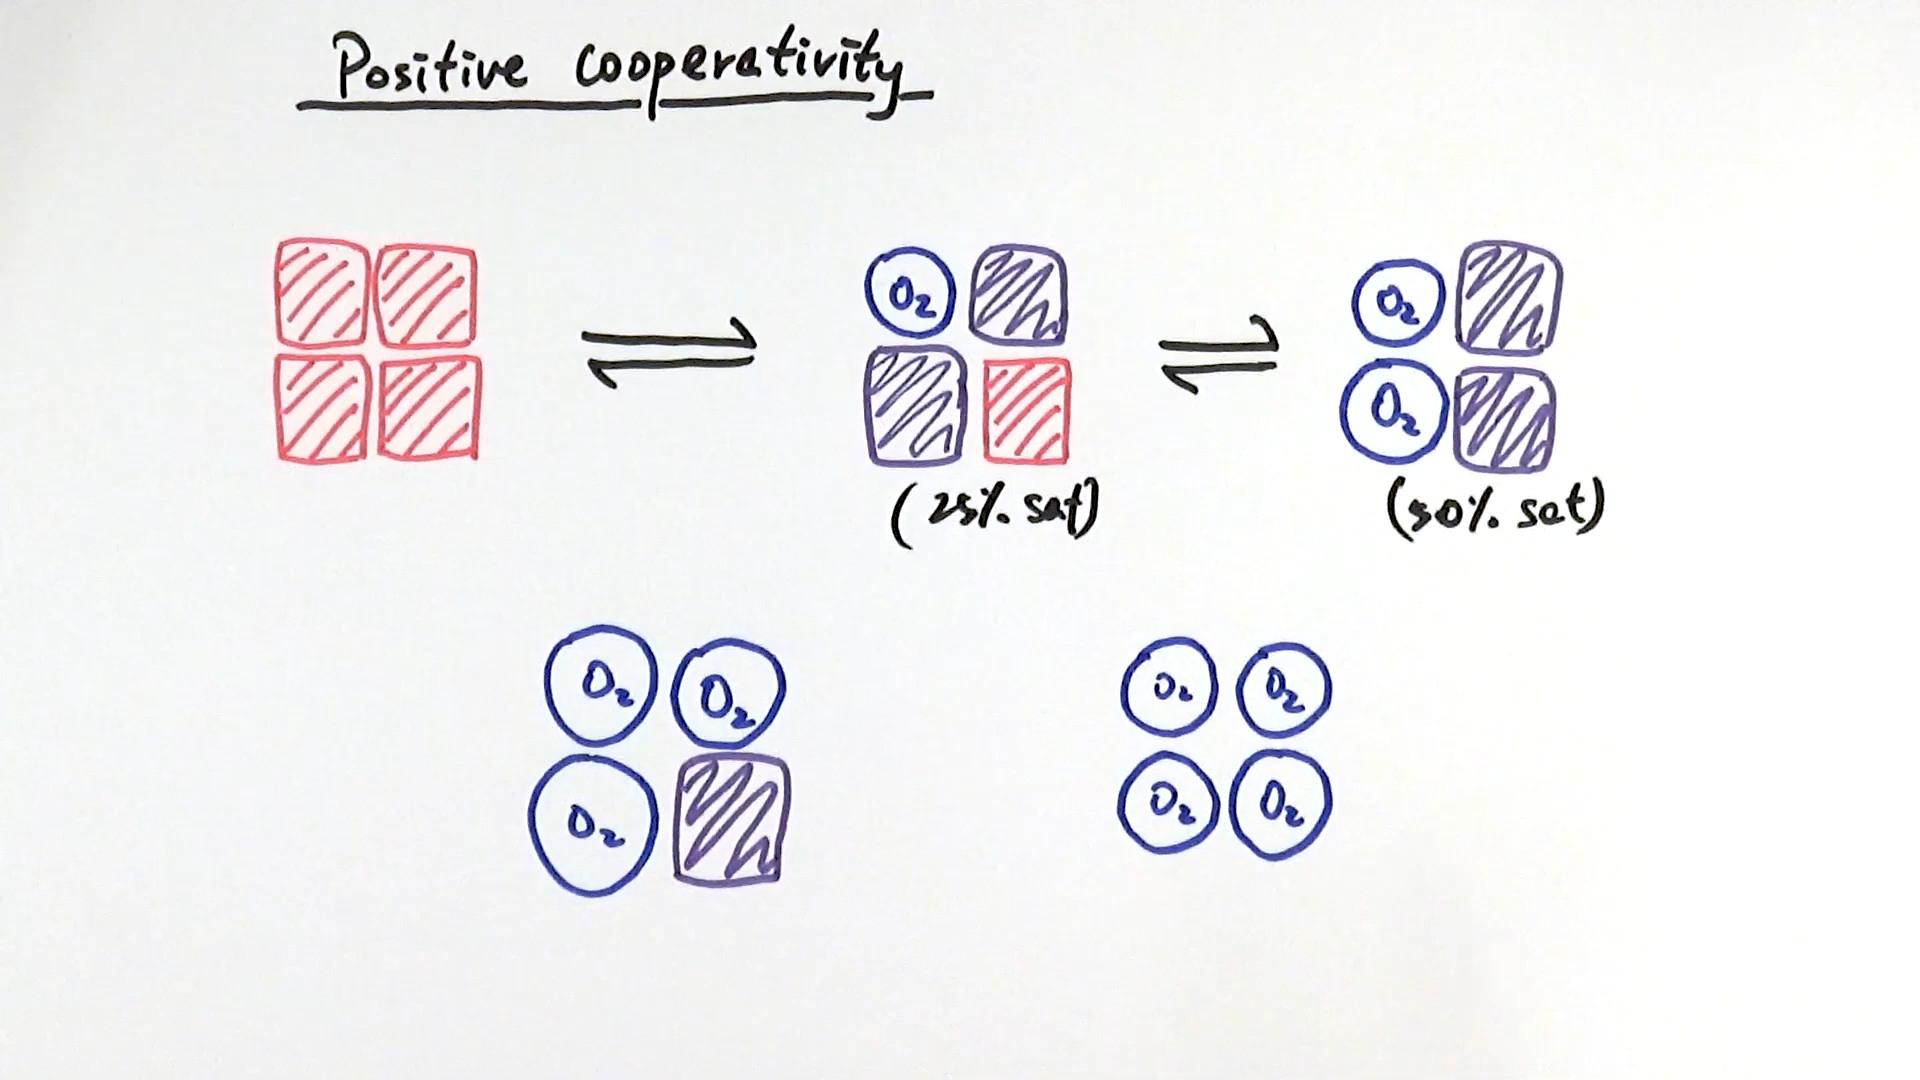 Positive cooperativity
O2
O2
O2
(25% sat)
(50% sat)
O2 O2
O2
O2 O2
O2 O2